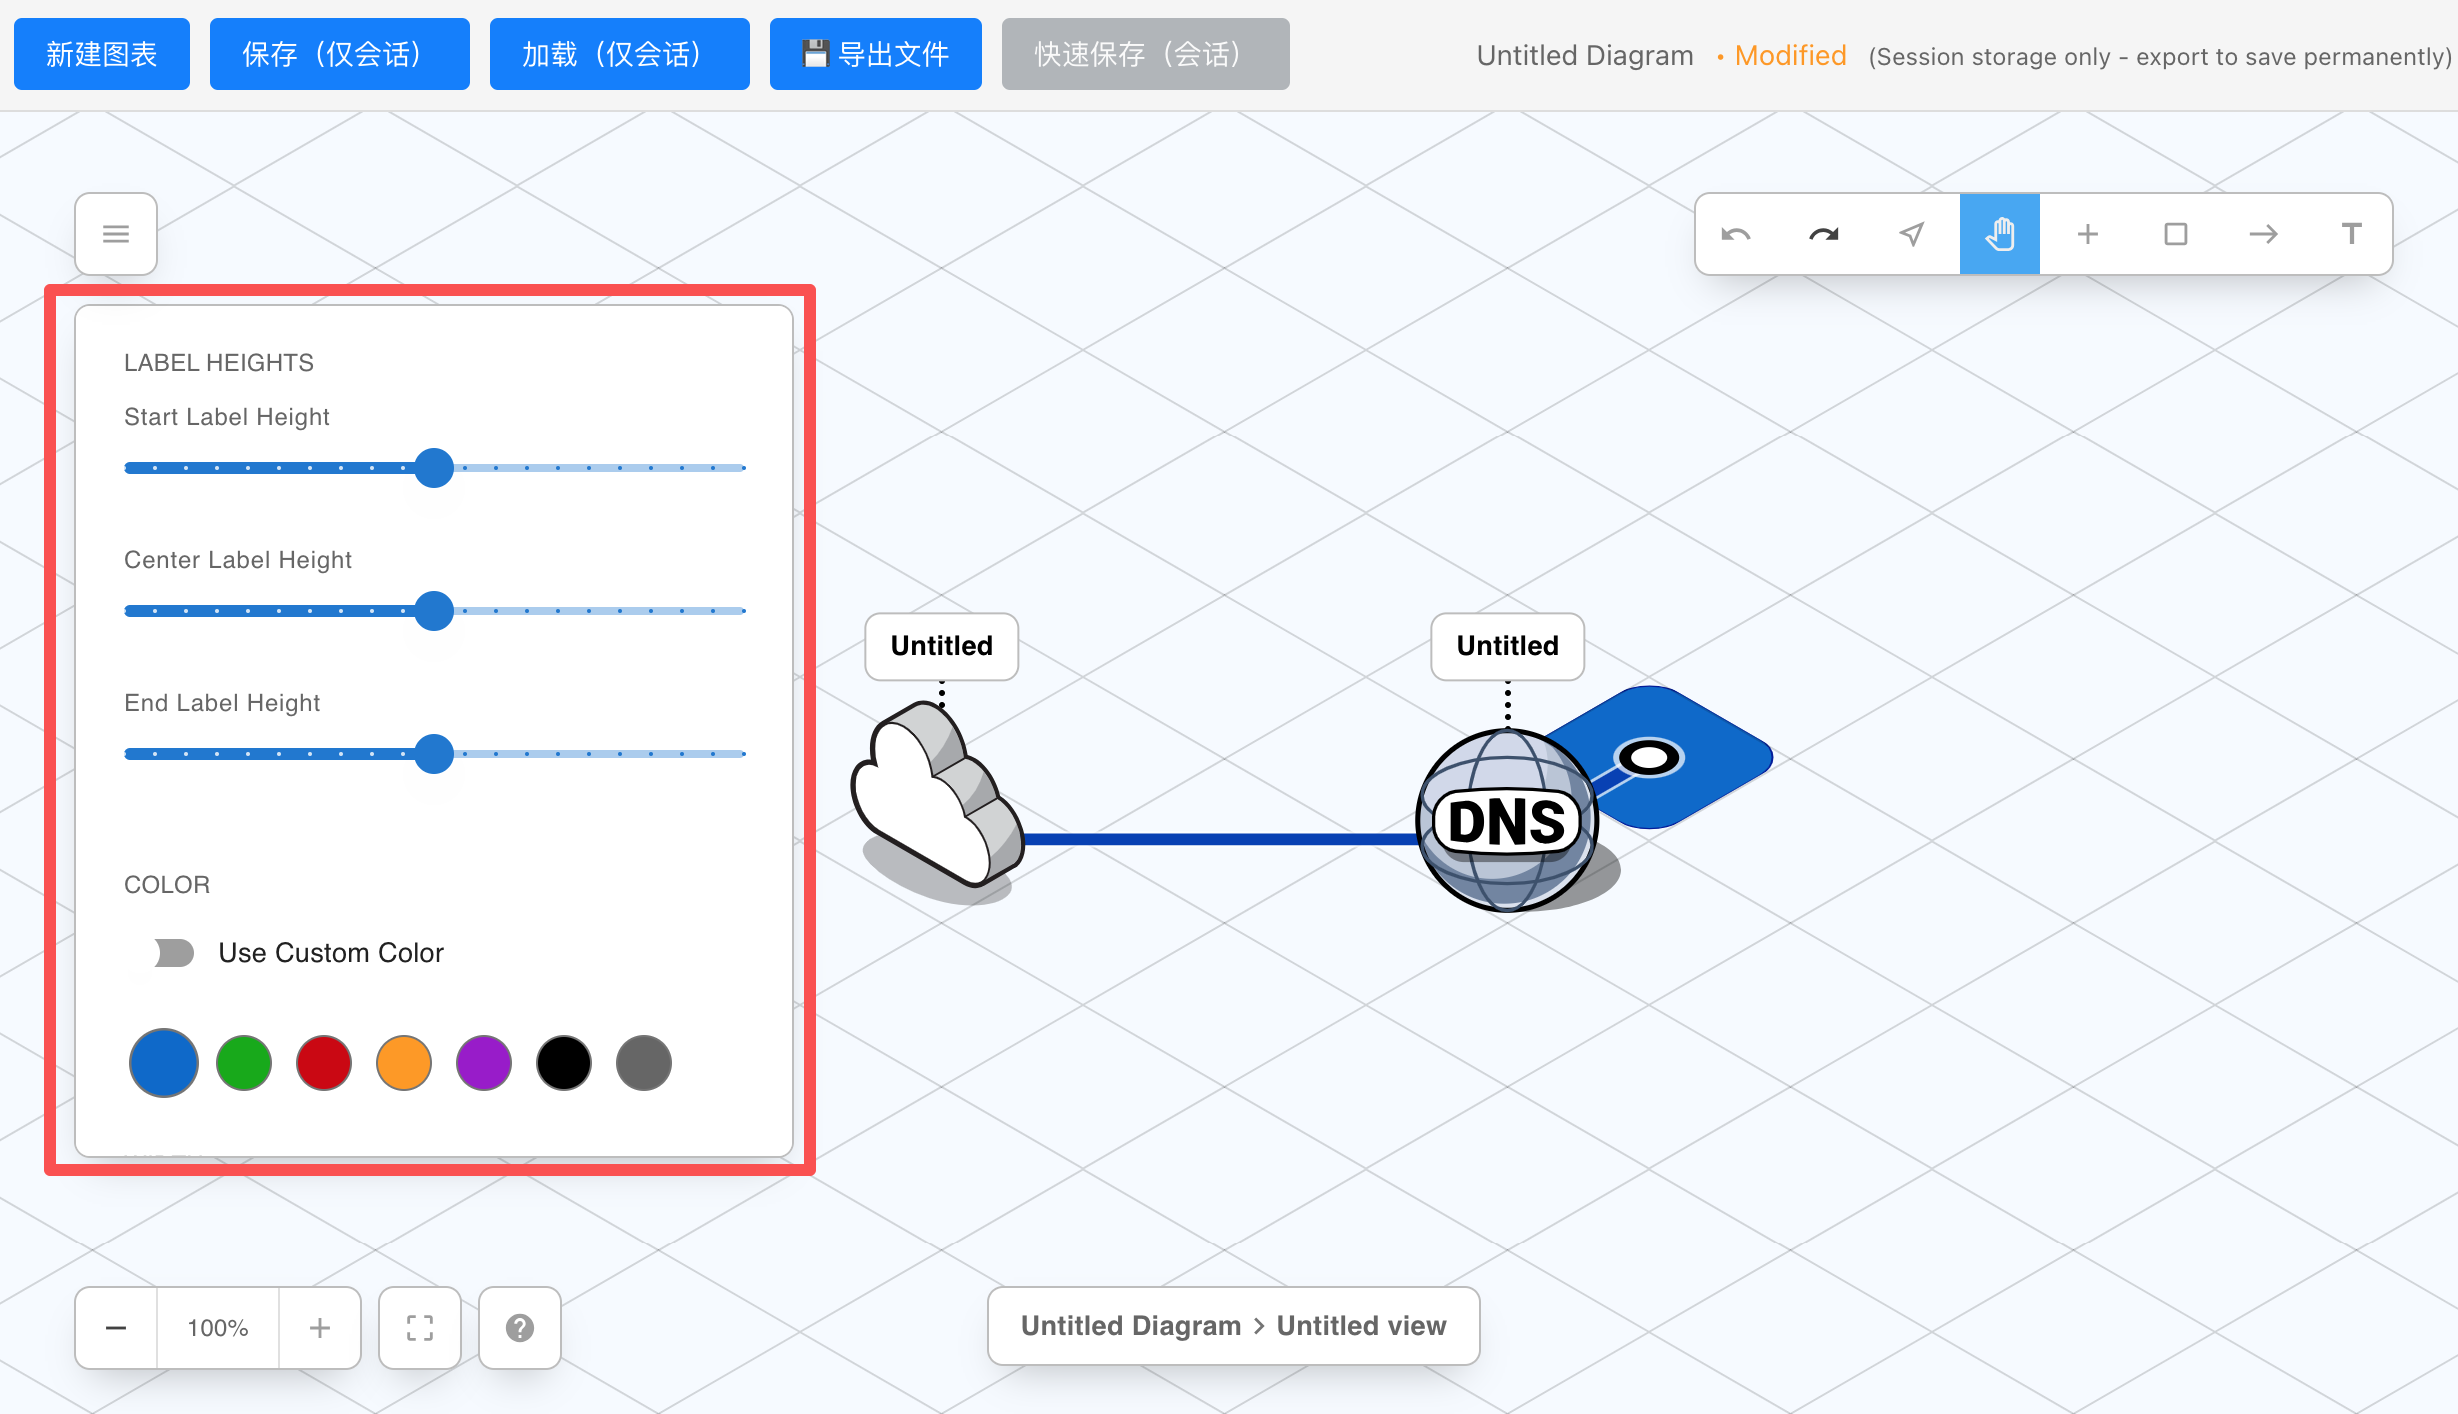 新建图表
保存（仅会话）
加载（仅会话）
💾 导出文件
快速保存（会话）
Untitled Diagram
• Modified
(Session storage only - export to save permanently)
T
LABEL HEIGHTS
Start Label Height
Center Label Height
End Label Height
COLOR
Use Custom Color
Untitled
Untitled
DNS
100%
Untitled Diagram > Untitled view